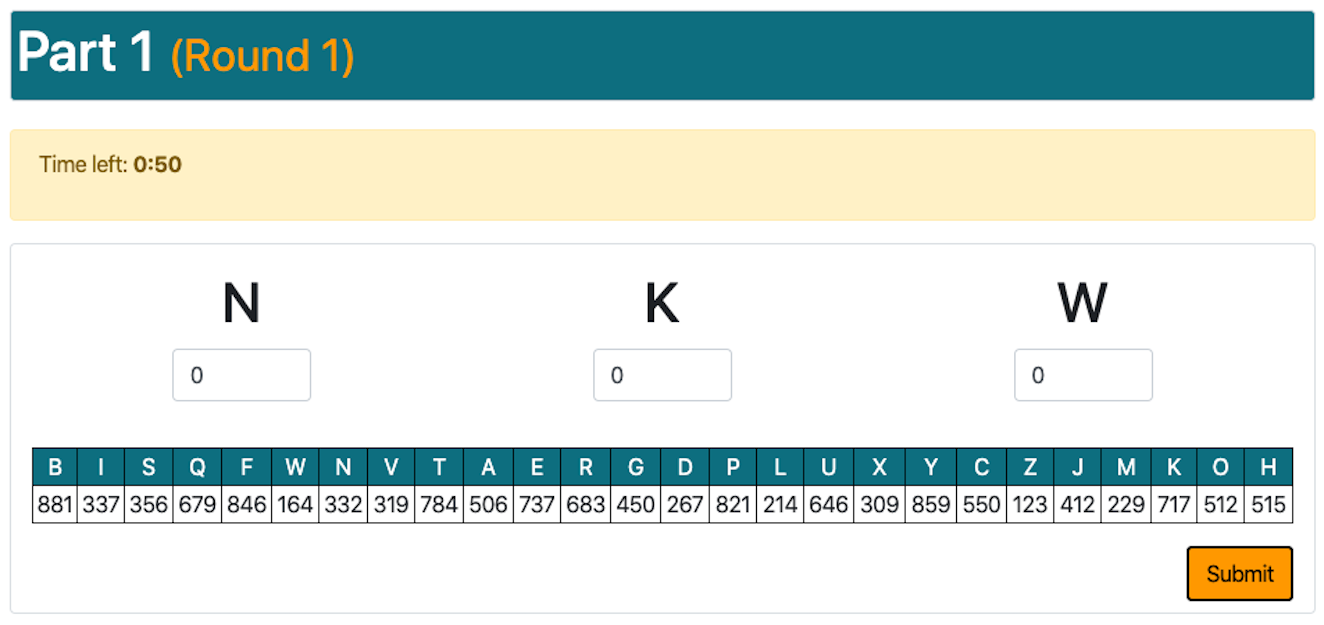 Part 1 (Round 1)
Time left: 0:50
N K W
0 0 0
B I S Q F W N V T A E R G D P L U X Y C Z J M K O H
881 337 356 679 846 164 332 319 784 506 737 683 450 267 821 214 646 309 859 550 123 412 229 717 512 515
Submit